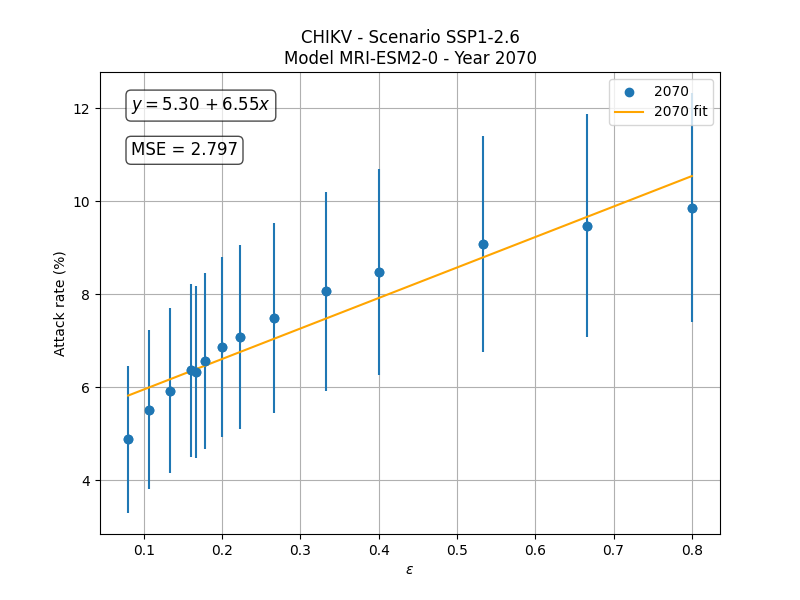 CHIKV - Scenario SSP1-2.6
Model MRI-ESM2-0 - Year 2070
y = 5.30 + 6.55x
MSE = 2.797
2070
2070 fit
Attack rate (%)
12
10
8
6
4
0.1 0.2 0.3 0.4 0.5 0.6 0.7 0.8
ε